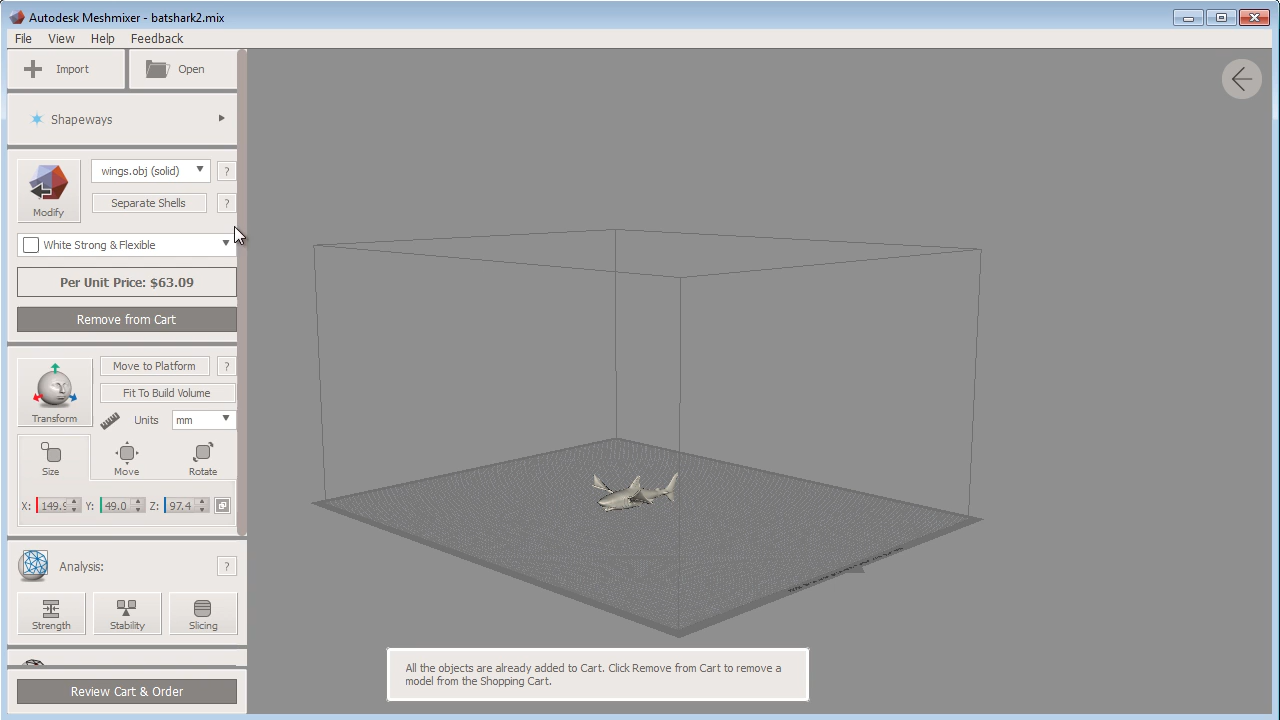 Autodesk Meshmixer - batshark2.mix
File View Help Feedback
Import Open
Shapeways
wings.obj (solid) ?
Modify
Separate Shells ?
White Strong & Flexible
Per Unit Price: $63.09
Remove from Cart
Transform
Move to Platform ?
Fit To Build Volume
Units mm
Size Move Rotate
X: 149.9 Y: 49.0 Z: 97.4
Analysis: ?
Strength Stability Slicing
Review Cart & Order
All the objects are already added to Cart. Click Remove from Cart to remove a
model from the Shopping Cart.